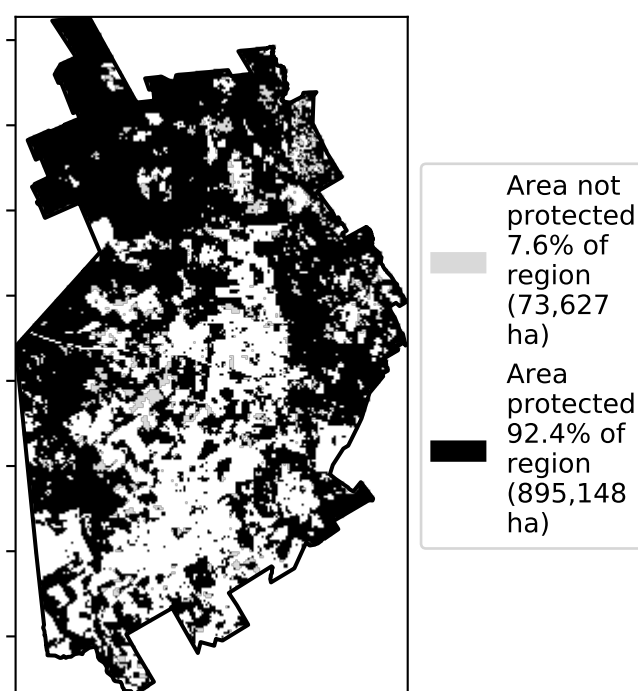 Area not
protected
7.6% of
region
(73,627
ha)
Area
protected
92.4% of
region
(895,148
ha)